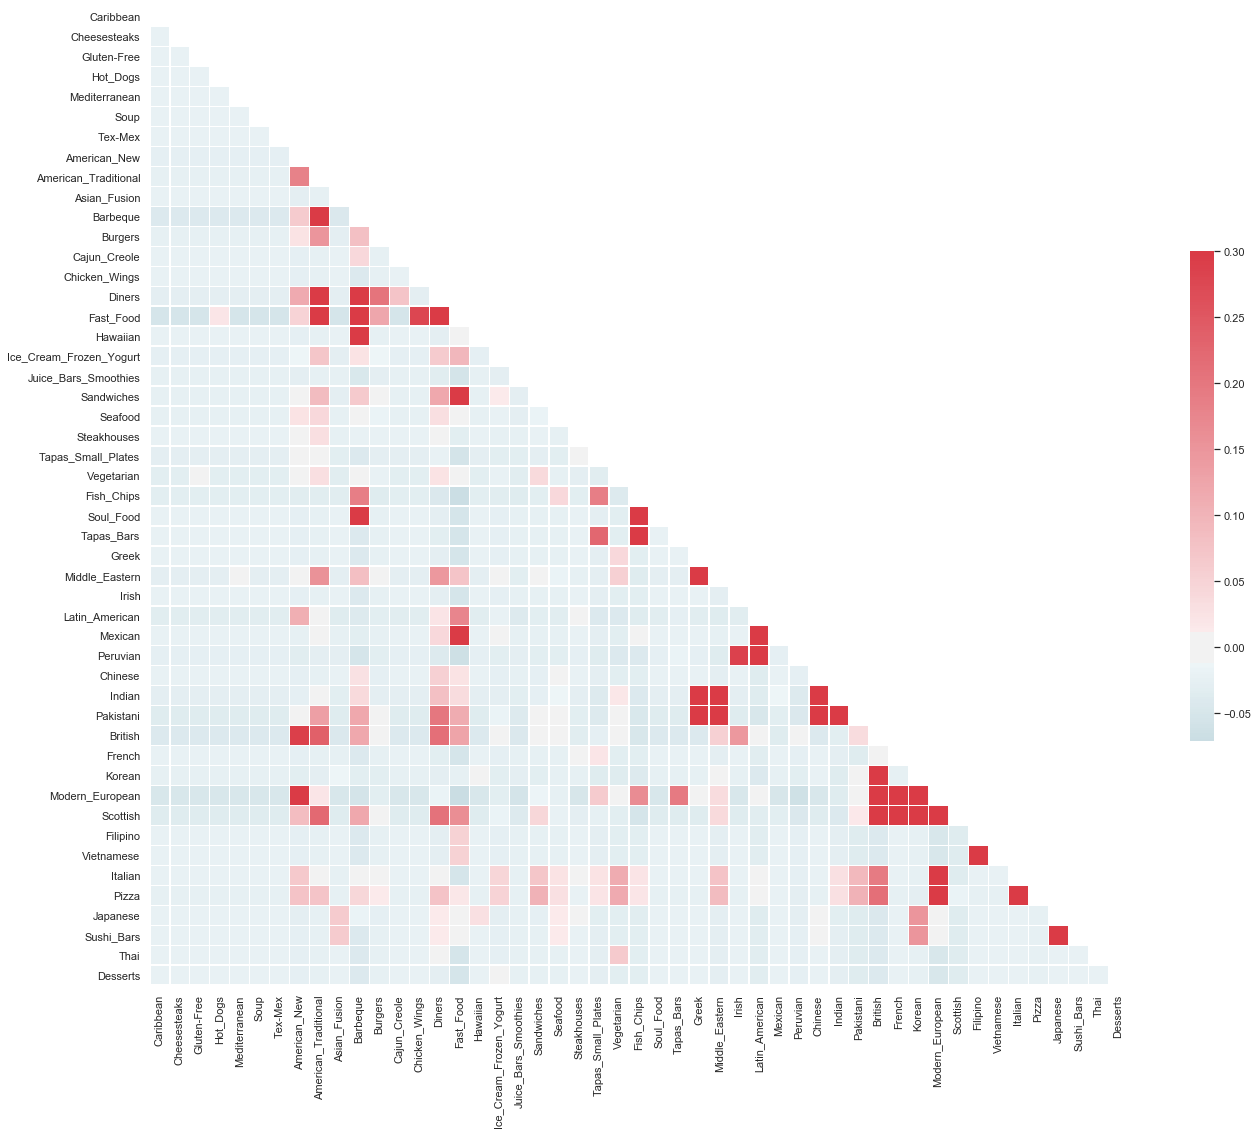 Caribbean
Cheesesteaks
Gluten-Free
Hot_Dogs
Mediterranean
Soup
Tex-Mex
American_New
American_Traditional
Asian_Fusion
Barbeque
Burgers
Cajun_Creole
Chicken_Wings
Diners
Fast_Food
Hawaiian
Ice_Cream_Frozen_Yogurt
Juice_Bars_Smoothies
Sandwiches
Seafood
Steakhouses
Tapas_Small_Plates
Vegetarian
Fish_Chips
Soul_Food
Tapas_Bars
Greek
Middle_Eastern
Irish
Latin_American
Mexican
Peruvian
Chinese
Indian
Pakistani
British
French
Korean
Modern_European
Scottish
Filipino
Vietnamese
Italian
Pizza
Japanese
Sushi_Bars
Thai
Desserts
Caribbean
Cheesesteaks
Gluten-Free
Hot_Dogs
Mediterranean
Soup
Tex-Mex
American_New
American_Traditional
Asian_Fusion
Barbeque
Burgers
Cajun_Creole
Chicken_Wings
Diners
Fast_Food
Hawaiian
Ice_Cream_Frozen_Yogurt
Juice_Bars_Smoothies
Sandwiches
Seafood
Steakhouses
Tapas_Small_Plates
Vegetarian
Fish_Chips
Soul_Food
Tapas_Bars
Greek
Middle_Eastern
Irish
Latin_American
Mexican
Peruvian
Chinese
Indian
Pakistani
British
French
Korean
Modern_European
Scottish
Filipino
Vietnamese
Italian
Pizza
Japanese
Sushi_Bars
Thai
Desserts
0.30
0.25
0.20
0.15
0.10
0.05
0.00
−0.05